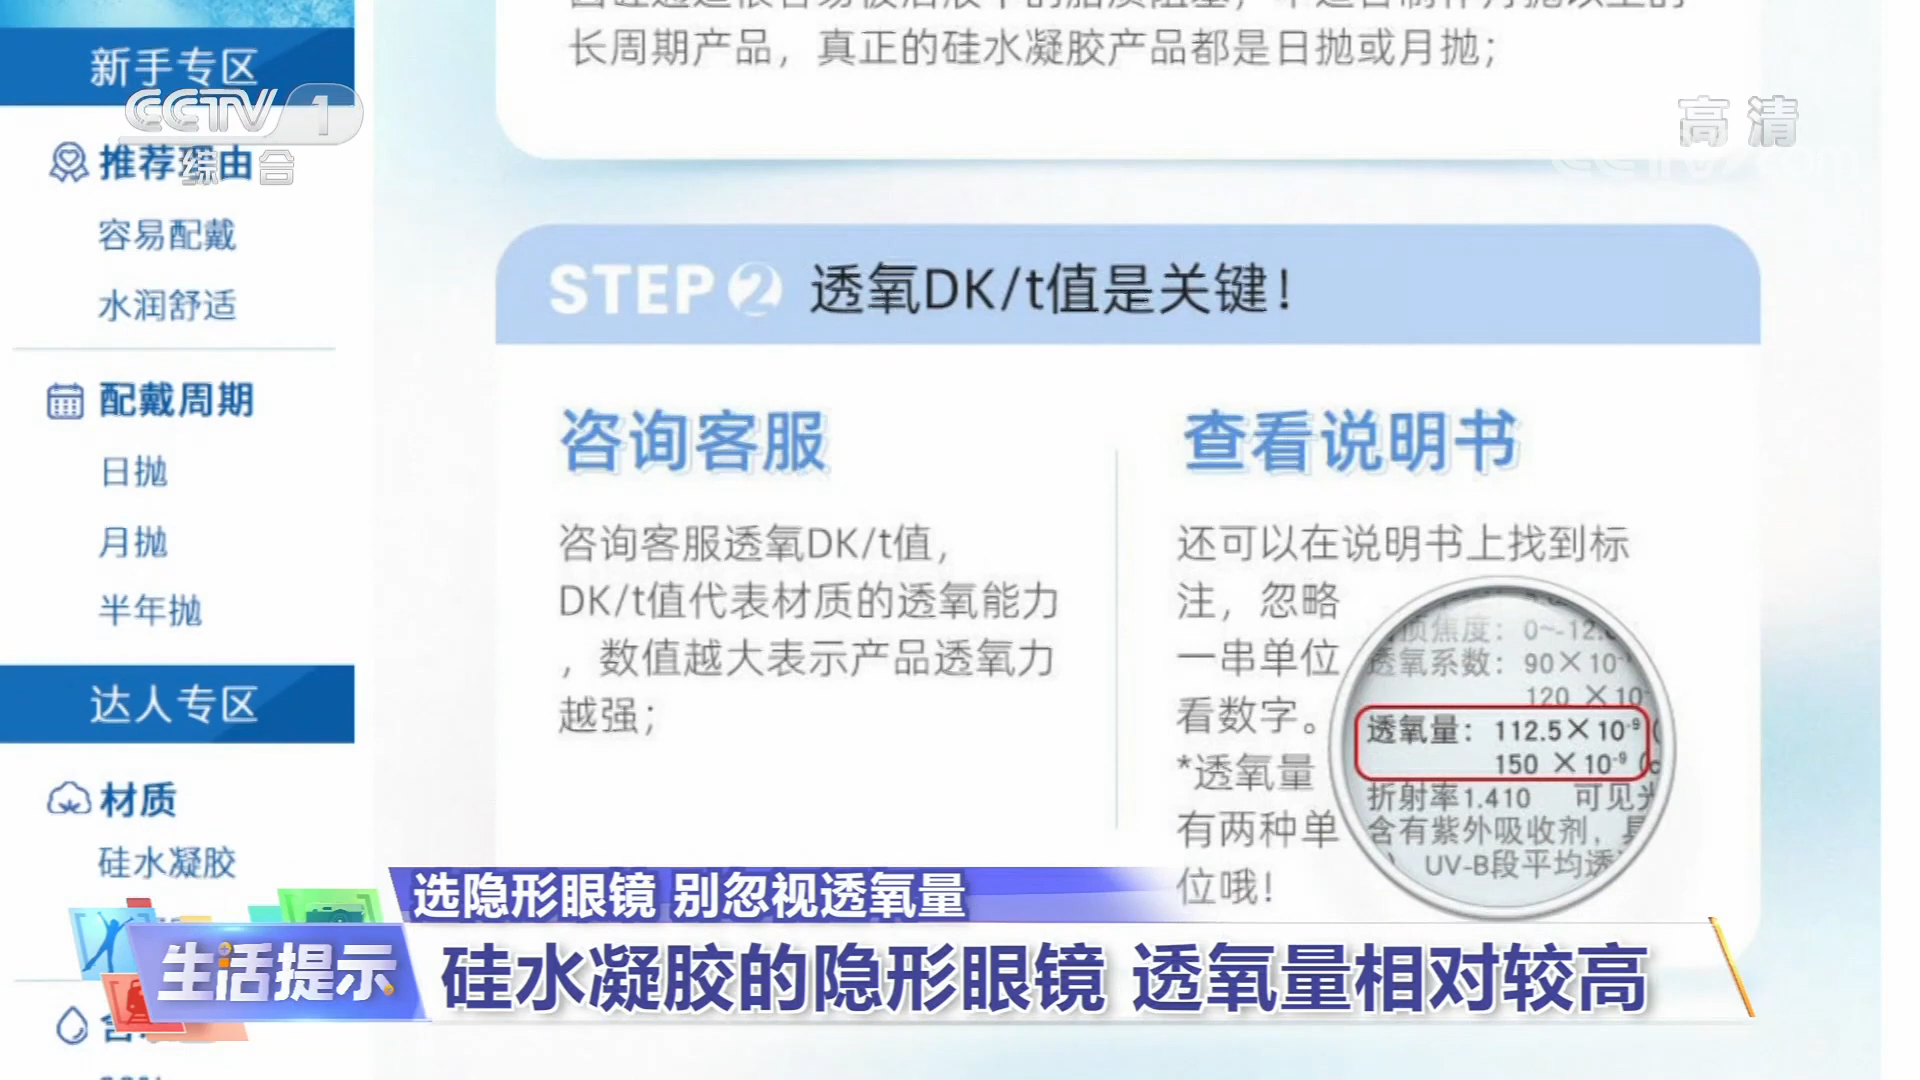 新手专区
CCTV 1
综合
推荐理由
容易配戴
水润舒适
配戴周期
日抛
月抛
半年抛
达人专区
材质
硅水凝胶
高清
长周期产品，真正的硅水凝胶产品都是日抛或月抛；
STEP 2 透氧DK/t值是关键！
咨询客服
咨询客服透氧DK/t值，
DK/t值代表材质的透氧能力
，数值越大表示产品透氧力
越强；
查看说明书
还可以在说明书上找到标
注，忽略
一串单位
看数字。
*透氧量
有两种单
位哦！
透氧系数：90×10
120 ×10
透氧量：112.5×10⁻⁹
150 ×10⁻⁹
折射率1.410 可见光
含有紫外吸收剂，
UV-B段平均透
选隐形眼镜 别忽视透氧量
生活提示
硅水凝胶的隐形眼镜 透氧量相对较高